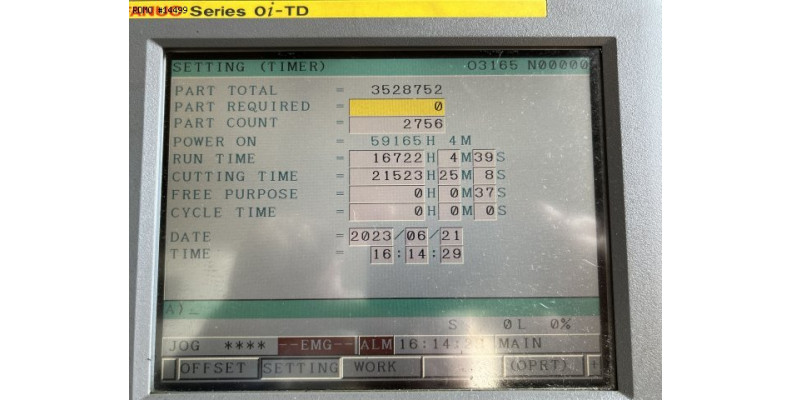 FANUC Series 0i-TD
SETTING (TIMER) O3165 N00000
PART TOTAL = 3528752
PART REQUIRED = 0
PART COUNT = 2756
POWER ON = 59165H 4M
RUN TIME = 16722H 4M39S
CUTTING TIME = 21523H25M 8S
FREE PURPOSE = 0H 0M37S
CYCLE TIME = 0H 0M 0S
DATE = 2023/06/21
TIME = 16:14:29
A)_
S 0L 0%
JOG **** --EMG-- ALM 16:14: MAIN
OFFSET SETTING WORK (OPRT) +